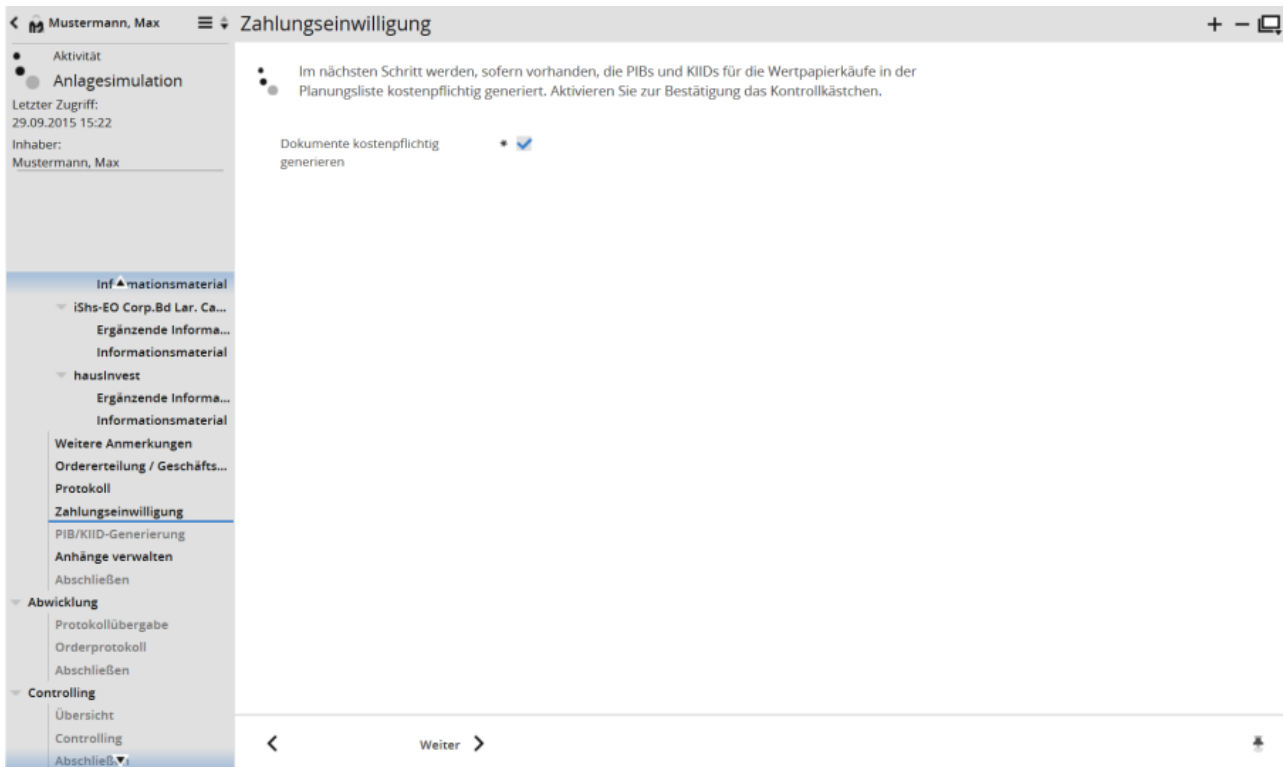 Mustermann, Max
Zahlungseinwilligung
Aktivität
Anlagesimulation
Letzter Zugriff:
29.09.2015 15:22
Inhaber:
Mustermann, Max
Im nächsten Schritt werden, sofern vorhanden, die PIBs und KIIDs für die Wertpapierkäufe in der
Planungsliste kostenpflichtig generiert. Aktivieren Sie zur Bestätigung das Kontrollkästchen.
Dokumente kostenpflichtig
generieren
Informationsmaterial
iShs-EO Corp.Bd Lar. Ca...
Ergänzende Informa...
Informationsmaterial
hausInvest
Ergänzende Informa...
Informationsmaterial
Weitere Anmerkungen
Ordererteilung / Geschäfts...
Protokoll
Zahlungseinwilligung
PIB/KIID-Generierung
Anhänge verwalten
Abschließen
Abwicklung
Protokollübergabe
Orderprotokoll
Abschließen
Controlling
Übersicht
Controlling
Abschließen
Weiter